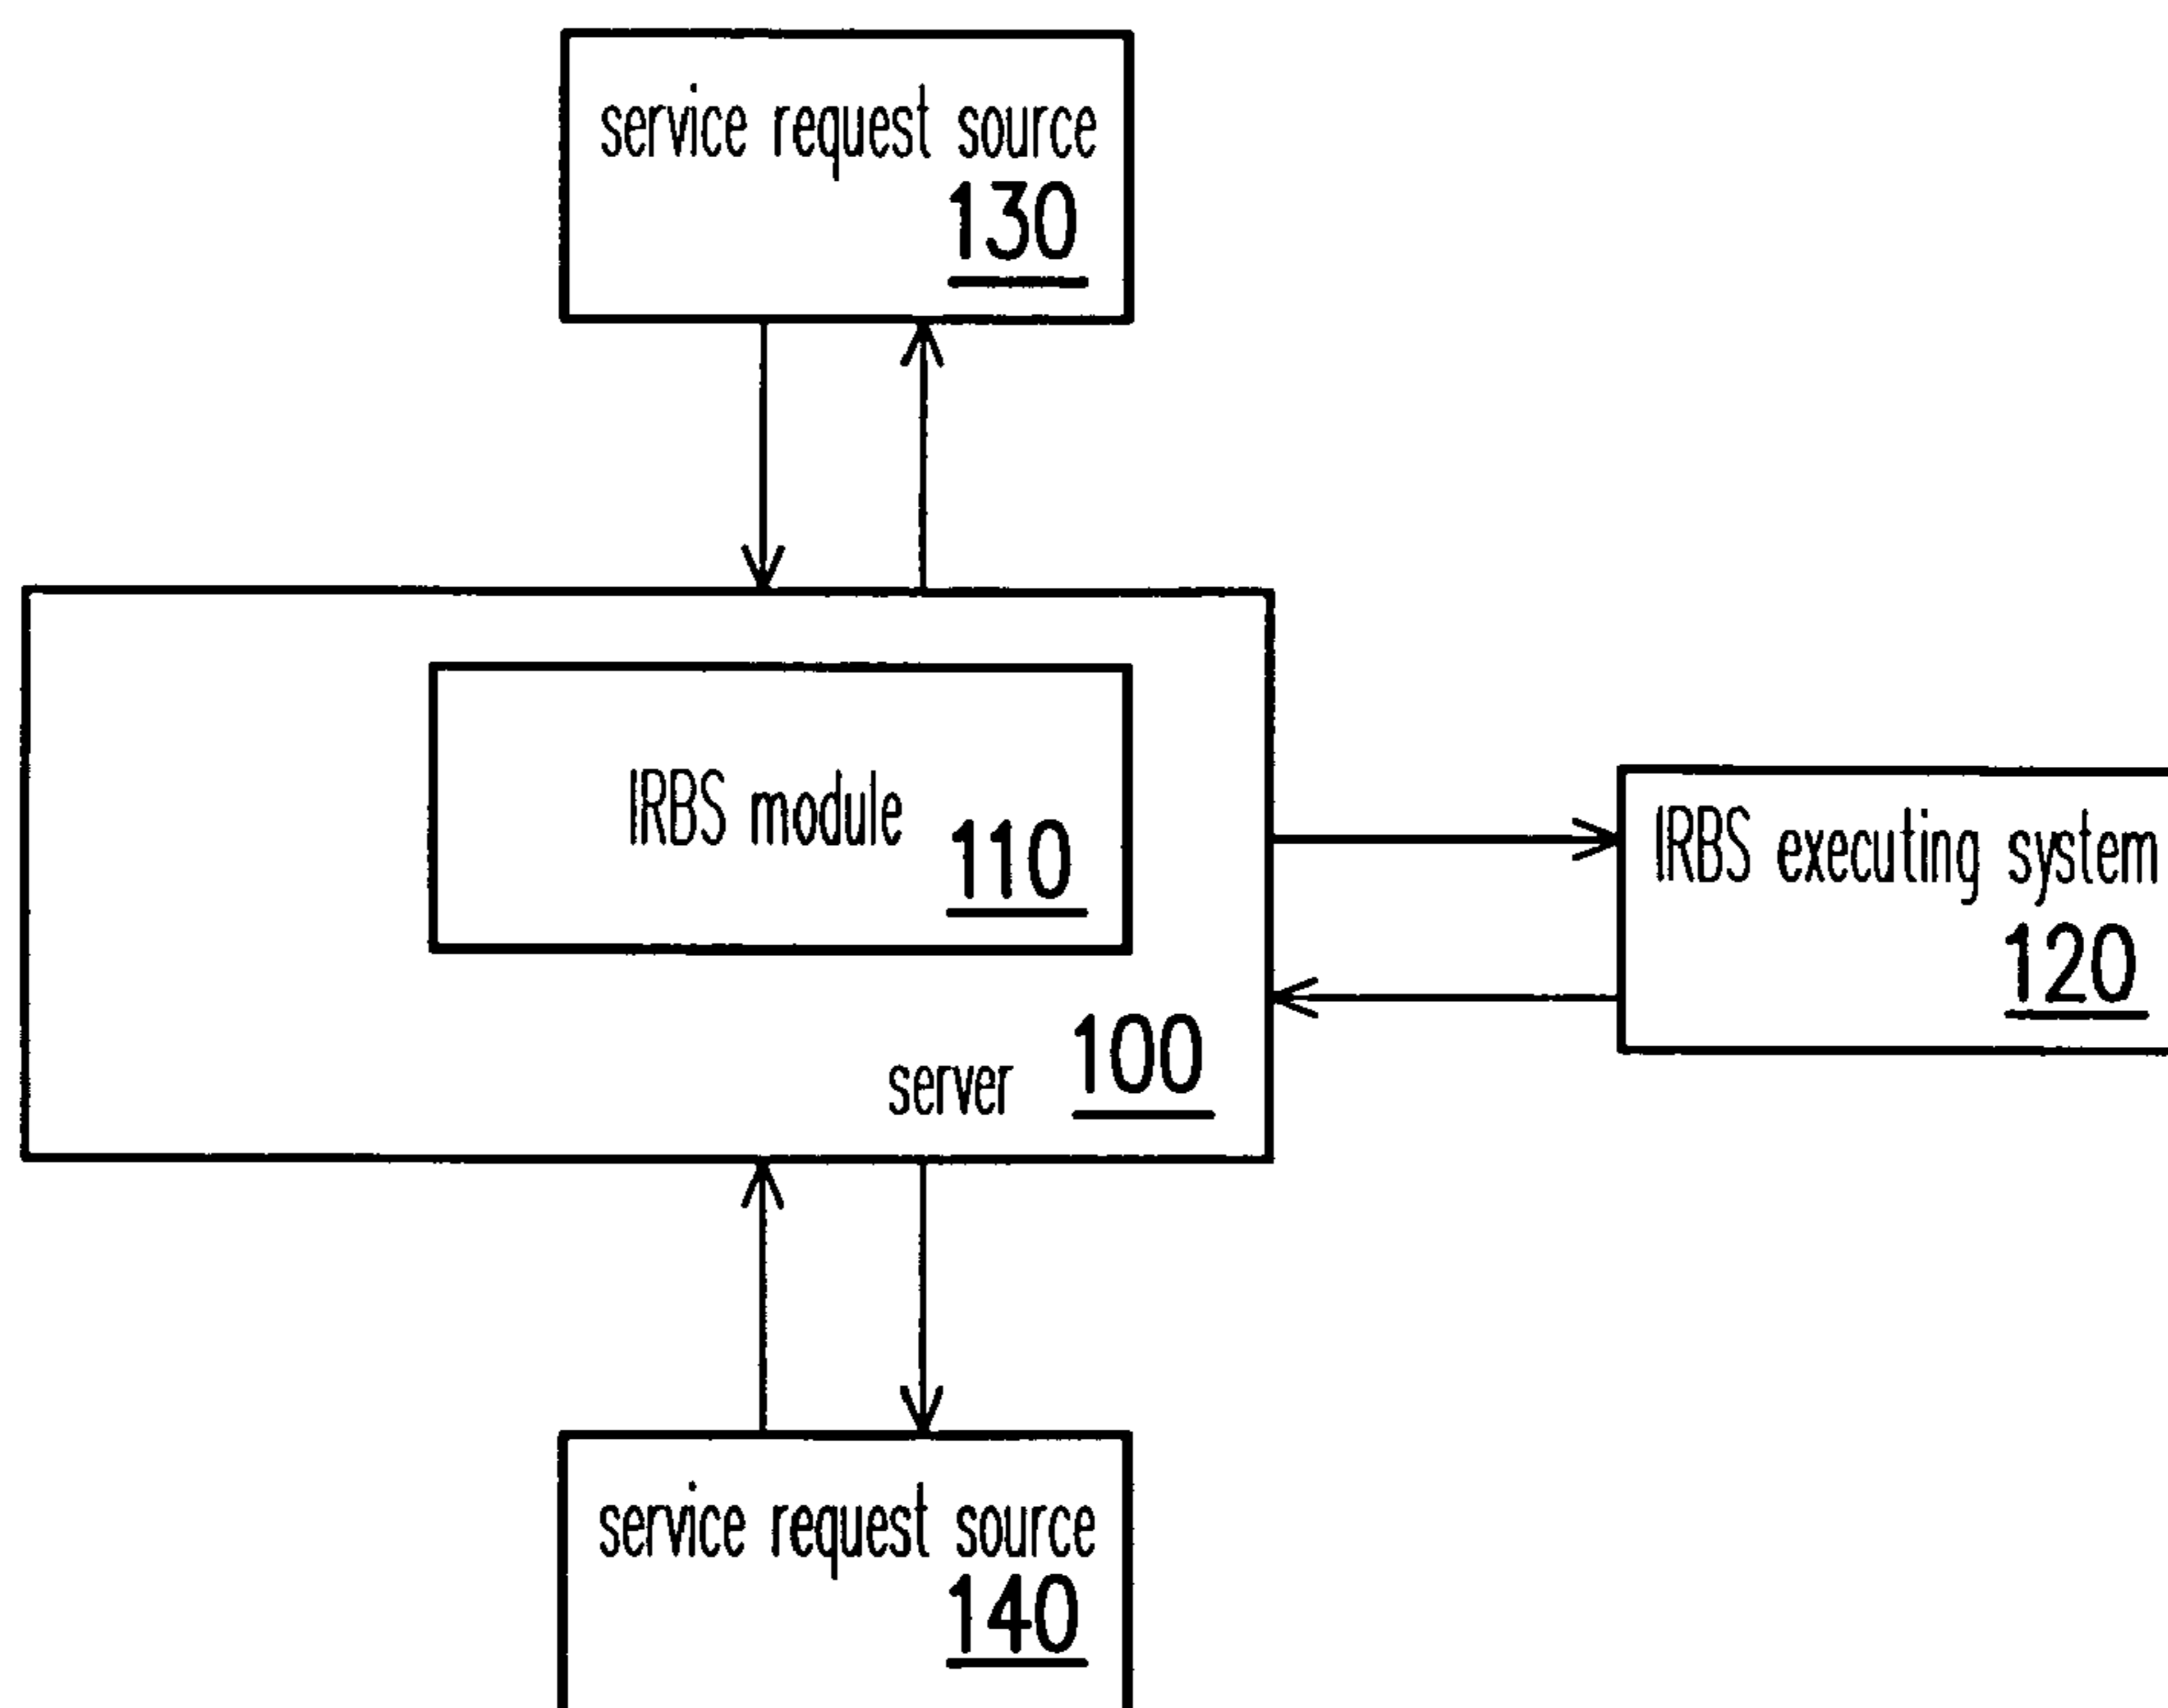 service request source
130
IRBS module
110
IRBS executing system
120
server 100
service request source
140